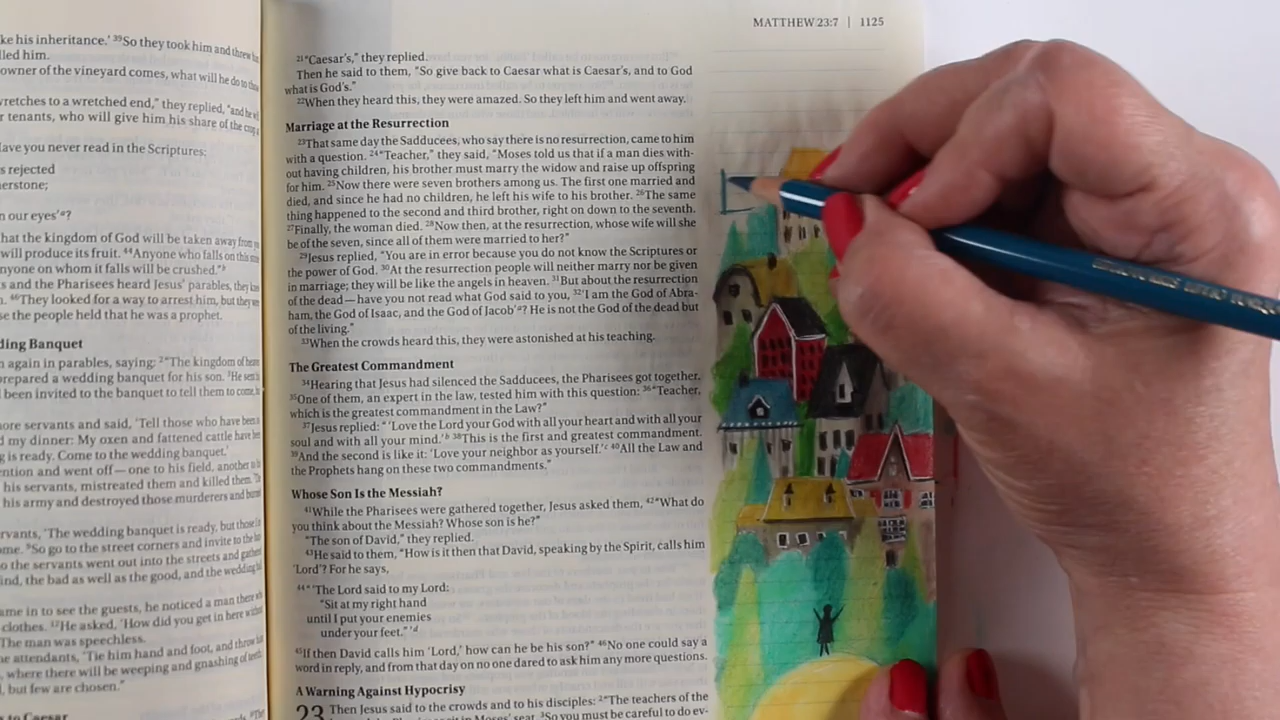 ke his inheritance.' ³⁹So they took him and threw
lled him.
owner of the vineyard comes, what will he do to
wretches to a wretched end," they replied, "and he
r tenants, who will give him his share of the
ave you never read in the Scriptures:
s rejected
nerstone;
n our eyes'ᵃ?
hat the kingdom of God will be taken away from
will produce its fruit. ⁴⁴Anyone who falls on this
nyone on whom it falls will be crushed."ᵇ
s and the Pharisees heard Jesus' parables, they
n. ⁴⁶They looked for a way to arrest him, but they
se the people held that he was a prophet.
ding Banquet
n again in parables, saying: ²"The kingdom of
prepared a wedding banquet for his son. ³He
d been invited to the banquet to tell them to come,
more servants and said, 'Tell those who have
d my dinner: My oxen and fattened cattle have
g is ready. Come to the wedding banquet.'
ention and went off—one to his field, another
his servants, mistreated them and killed them.
his army and destroyed those murderers and
rvants, 'The wedding banquet is ready, but those
me. ⁹So go to the street corners and invite to the
o the servants went out into the streets and
ind, the bad as well as the good, and the wedding
ame in to see the guests, he noticed a man there
clothes. ¹²He asked, 'How did you get in here
The man was speechless.
he attendants, 'Tie him hand and foot, and throw
, where there will be weeping and gnashing of
, but few are chosen."
to Caesar
MATTHEW 23:7 | 1125
²¹"Caesar's," they replied.
Then he said to them, "So give back to Caesar what is Caesar's, and to God
what is God's."
²²When they heard this, they were amazed. So they left him and went away.
Marriage at the Resurrection
²³That same day the Sadducees, who say there is no resurrection, came to him
with a question. ²⁴"Teacher," they said, "Moses told us that if a man dies with-
out having children, his brother must marry the widow and raise up offspring
for him. ²⁵Now there were seven brothers among us. The first one married and
died, and since he had no children, he left his wife to his brother. ²⁶The same
thing happened to the second and third brother, right on down to the seventh.
²⁷Finally, the woman died. ²⁸Now then, at the resurrection, whose wife will she
be of the seven, since all of them were married to her?"
²⁹Jesus replied, "You are in error because you do not know the Scriptures or
the power of God. ³⁰At the resurrection people will neither marry nor be given
in marriage; they will be like the angels in heaven. ³¹But about the resurrection
of the dead—have you not read what God said to you, ³²'I am the God of Abra-
ham, the God of Isaac, and the God of Jacob'ᵃ? He is not the God of the dead but
of the living."
³³When the crowds heard this, they were astonished at his teaching.
The Greatest Commandment
³⁴Hearing that Jesus had silenced the Sadducees, the Pharisees got together.
³⁵One of them, an expert in the law, tested him with this question: ³⁶"Teacher,
which is the greatest commandment in the Law?"
³⁷Jesus replied: "'Love the Lord your God with all your heart and with all your
soul and with all your mind.'ᵇ ³⁸This is the first and greatest commandment.
³⁹And the second is like it: 'Love your neighbor as yourself.'ᶜ ⁴⁰All the Law and
the Prophets hang on these two commandments."
Whose Son Is the Messiah?
⁴¹While the Pharisees were gathered together, Jesus asked them, ⁴²"What do
you think about the Messiah? Whose son is he?"
"The son of David," they replied.
⁴³He said to them, "How is it then that David, speaking by the Spirit, calls him
'Lord'? For he says,
⁴⁴"'The Lord said to my Lord:
"Sit at my right hand
until I put your enemies
under your feet."'ᵈ
⁴⁵If then David calls him 'Lord,' how can he be his son?" ⁴⁶No one could say a
word in reply, and from that day on no one dared to ask him any more questions.
A Warning Against Hypocrisy
23 Then Jesus said to the crowds and to his disciples: ²"The teachers of the
seat. ³So you must be careful to do ev-